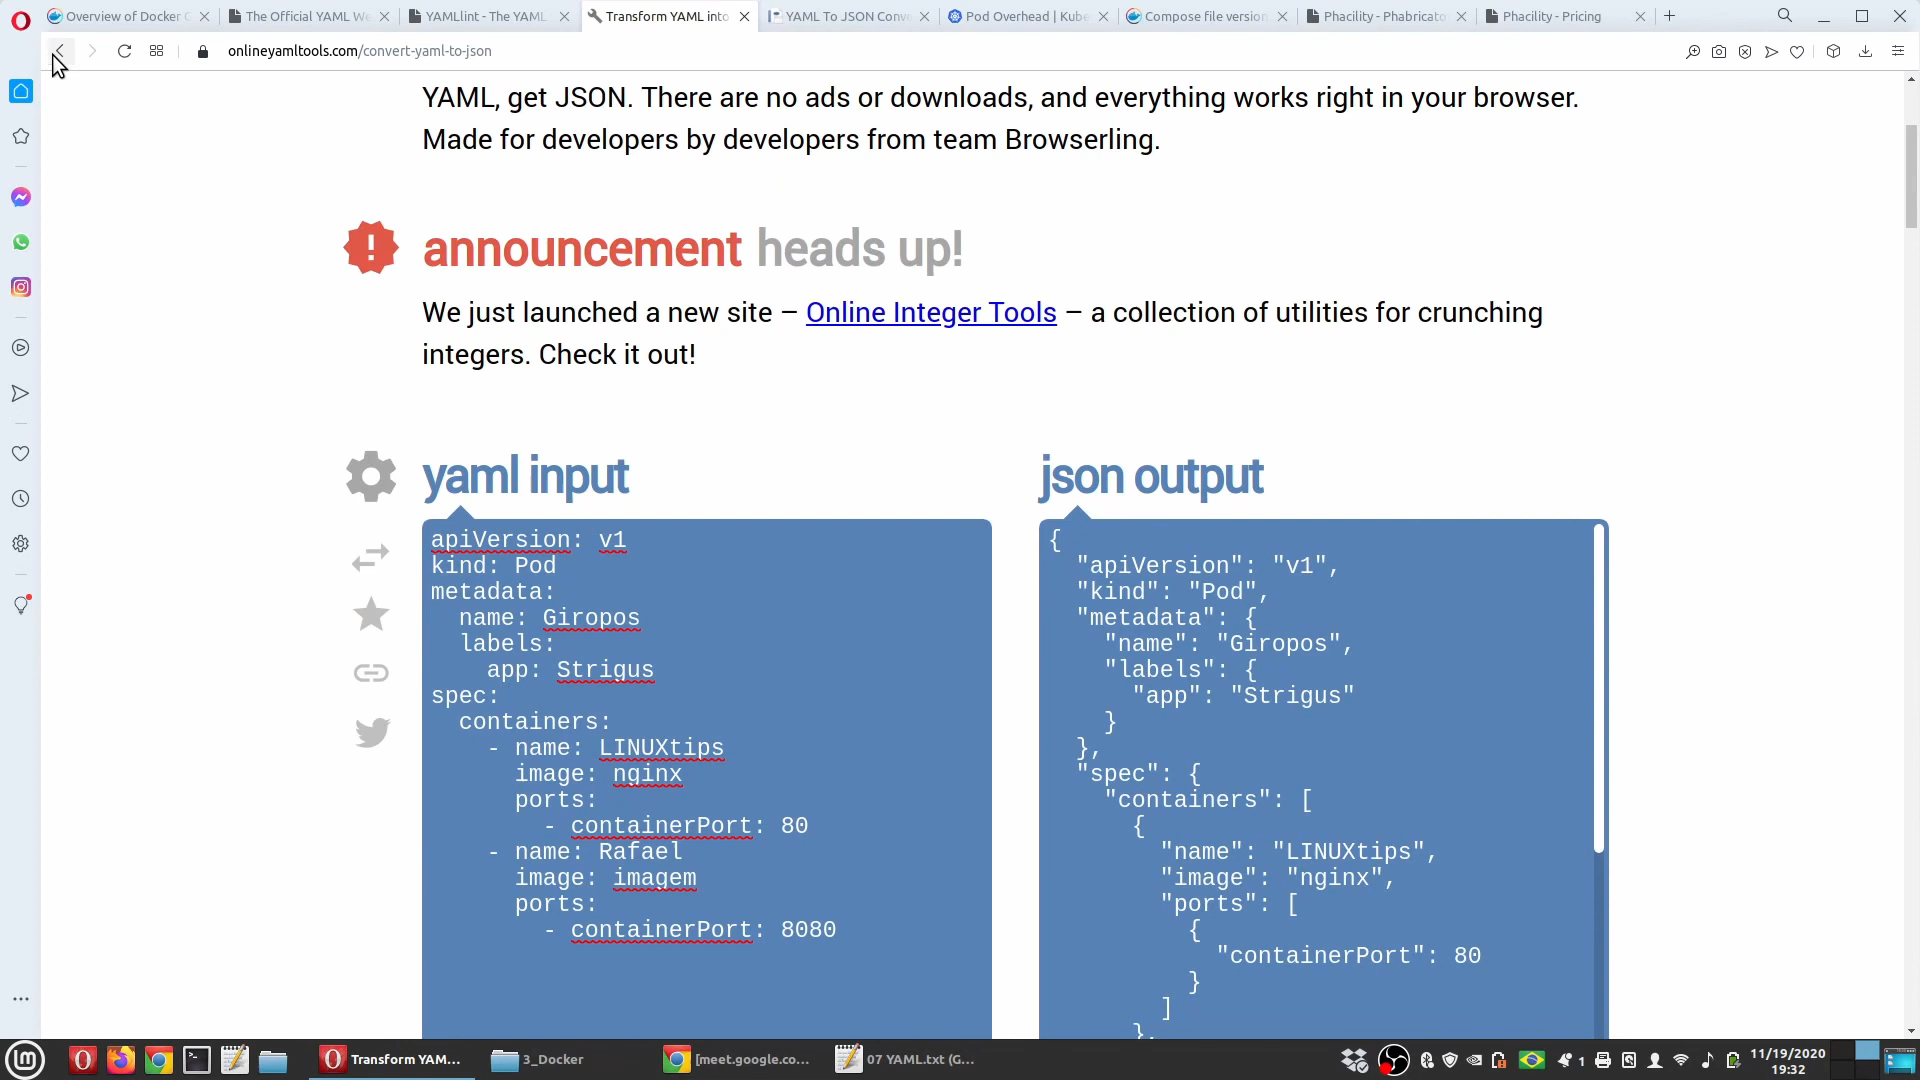 Overview of Docker C
The Official YAML We
YAMLlint - The YAML
Transform YAML into
YAML To JSON Conve
Pod Overhead | Kube
Compose file version
Phacility - Phabricato
Phacility - Pricing
onlineyamltools.com/convert-yaml-to-json
YAML, get JSON. There are no ads or downloads, and everything works right in your browser.
Made for developers by developers from team Browserling.
announcement heads up!
We just launched a new site – Online Integer Tools – a collection of utilities for crunching
integers. Check it out!
yaml input
apiVersion: v1
kind: Pod
metadata:
  name: Giropos
  labels:
    app: Strigus
spec:
  containers:
    - name: LINUXtips
      image: nginx
      ports:
        - containerPort: 80
    - name: Rafael
      image: imagem
      ports:
        - containerPort: 8080
json output
{
  "apiVersion": "v1",
  "kind": "Pod",
  "metadata": {
    "name": "Giropos",
    "labels": {
      "app": "Strigus"
    }
  },
  "spec": {
    "containers": [
      {
        "name": "LINUXtips",
        "image": "nginx",
        "ports": [
          {
            "containerPort": 80
          }
        ]
      },
Transform YAM...
3_Docker
[meet.google.co...
07 YAML.txt (G...
1
11/19/2020
19:32